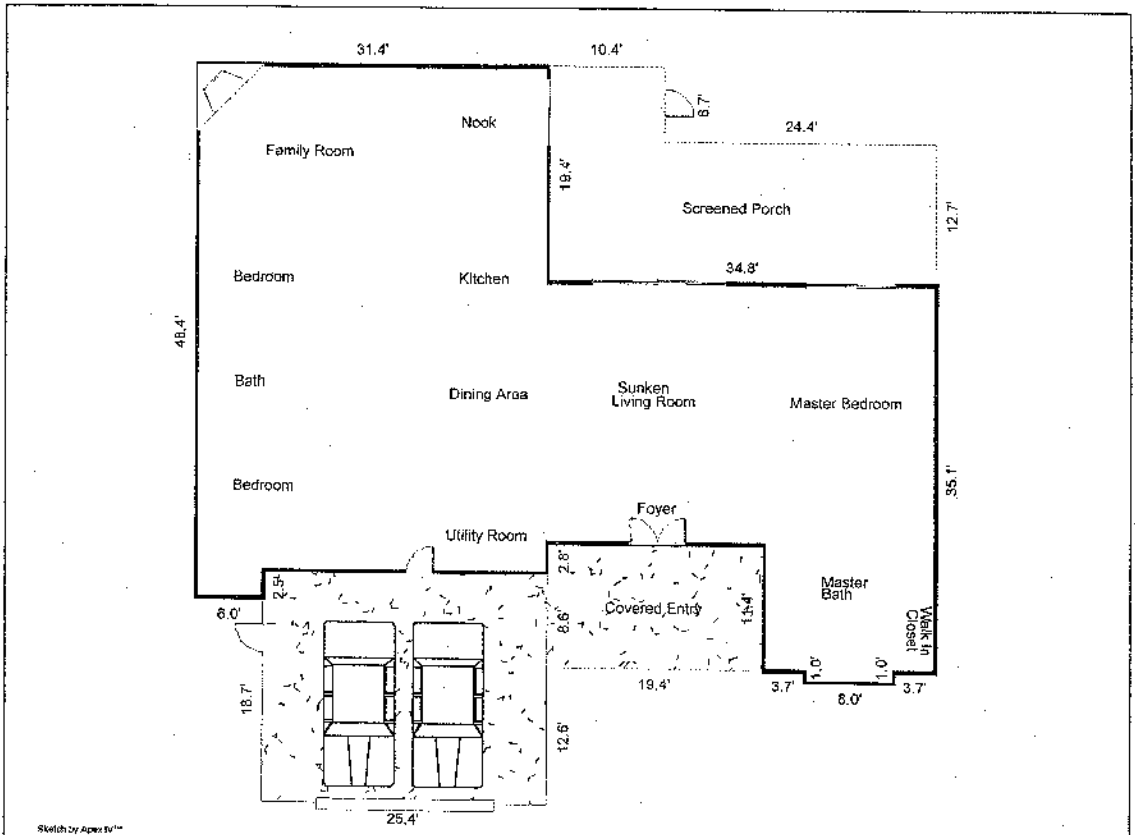 31.4'
10.4'
6.7'
24.4'
Nook
Family Room
19.4'
Screened Porch
12.7'
34.8'
Bedroom
Kitchen
48.4'
Bath
Dining Area
Sunken
Living Room
Master Bedroom
Bedroom
35.1'
Foyer
Utility Room
2.8'
2.5'
Master
Bath
Covered Entry
11.4'
Walk In
Closet
6.0'
8.6'
1.0'
1.0'
19.4'
3.7'
8.0'
3.7'
18.7'
12.6'
25.4'
Sketch by Apex IV™